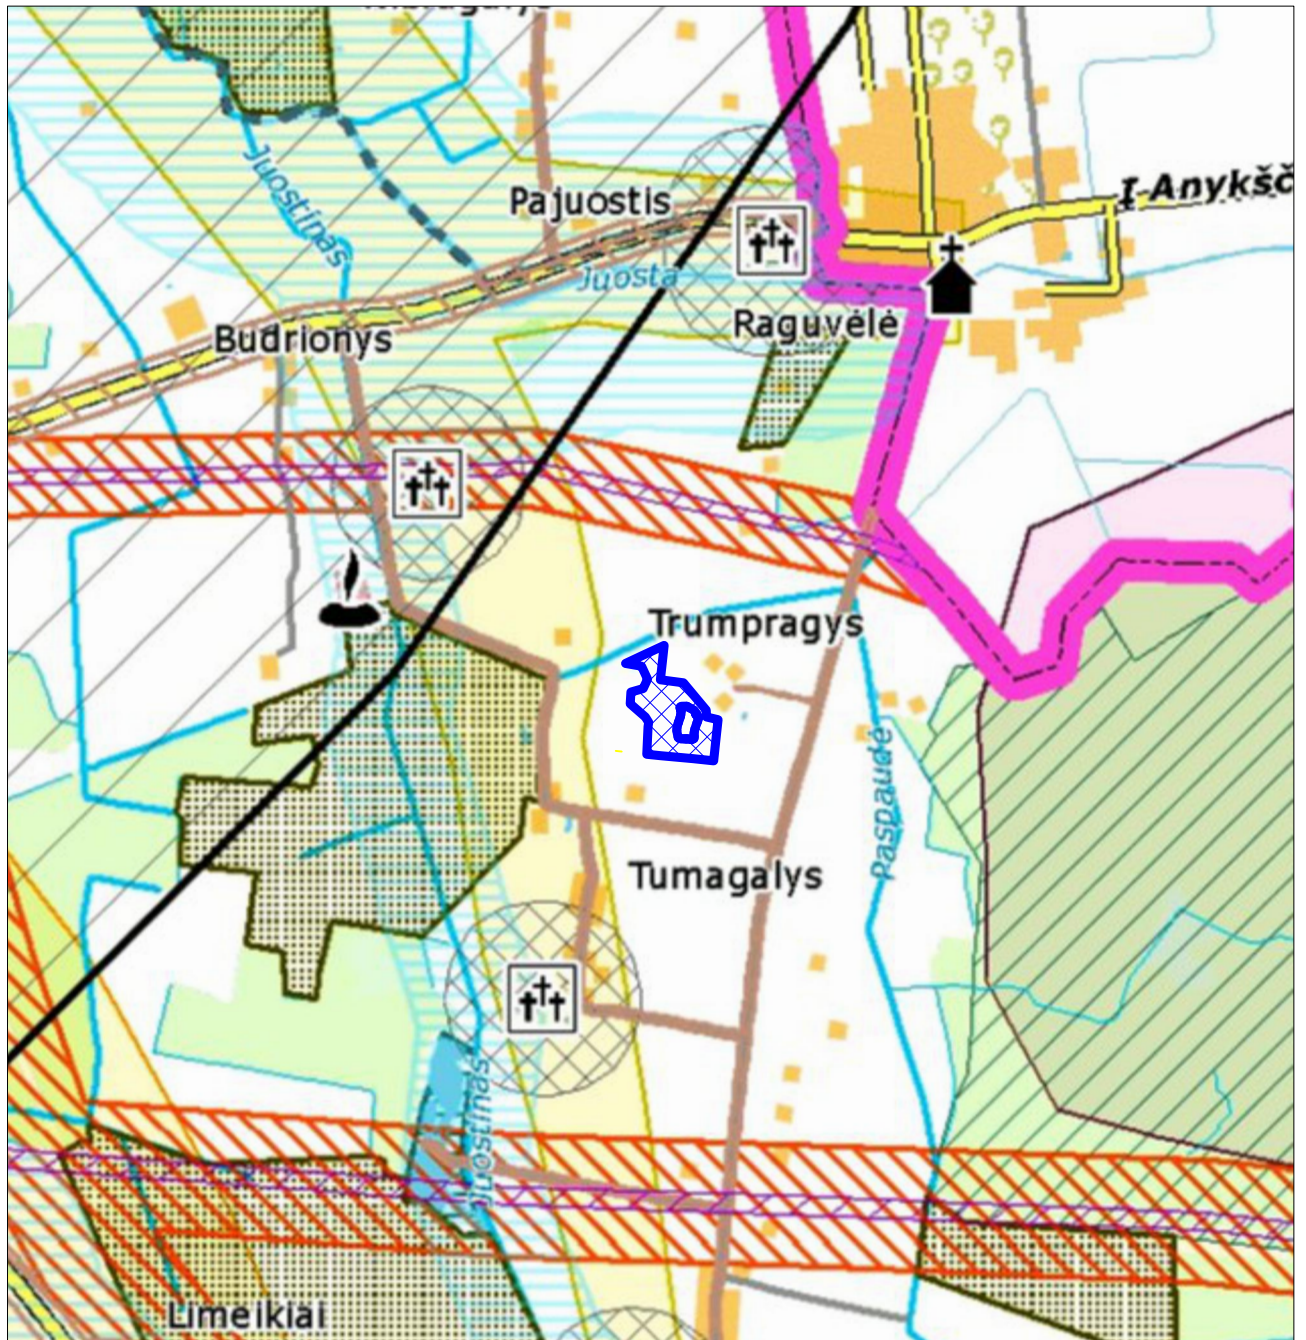 Pajuostis
Juostinas
Į Anykšč
Juosta
Raguvėlė
Budrionys
Trumpragys
Paspaudė
Tumagalys
Juostinas
Limeikiai